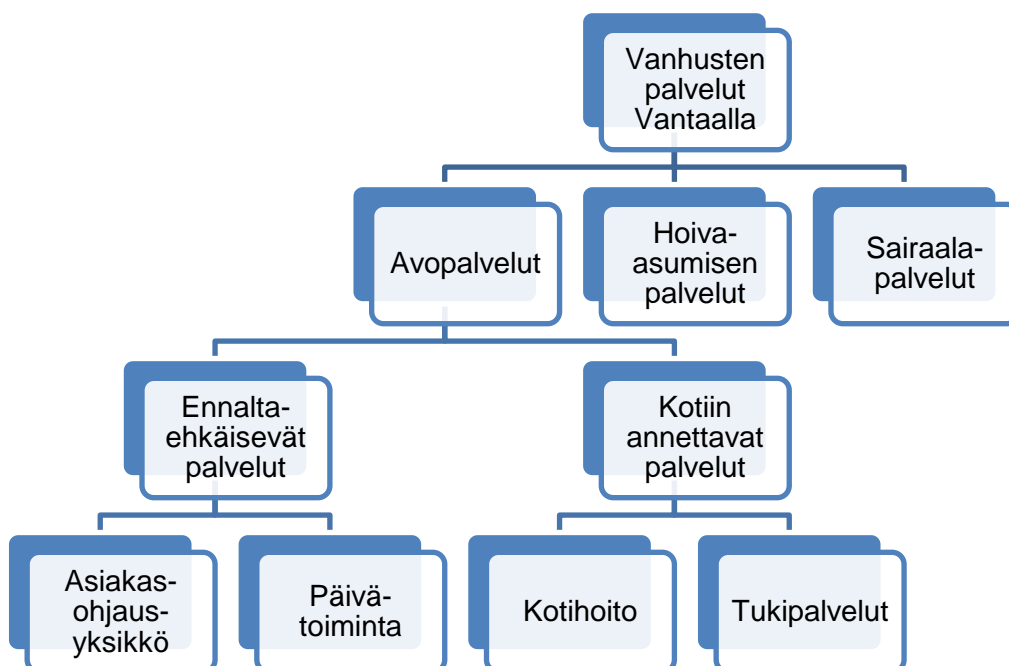 Vanhusten
palvelut
Vantaalla
Avopalvelut
Hoiva-
asumisen
palvelut
Sairaala-
palvelut
Ennalta-
ehkäisevät
palvelut
Kotiin
annettavat
palvelut
Asiakas-
ohjaus-
yksikkö
Päivä-
toiminta
Kotihoito
Tukipalvelut